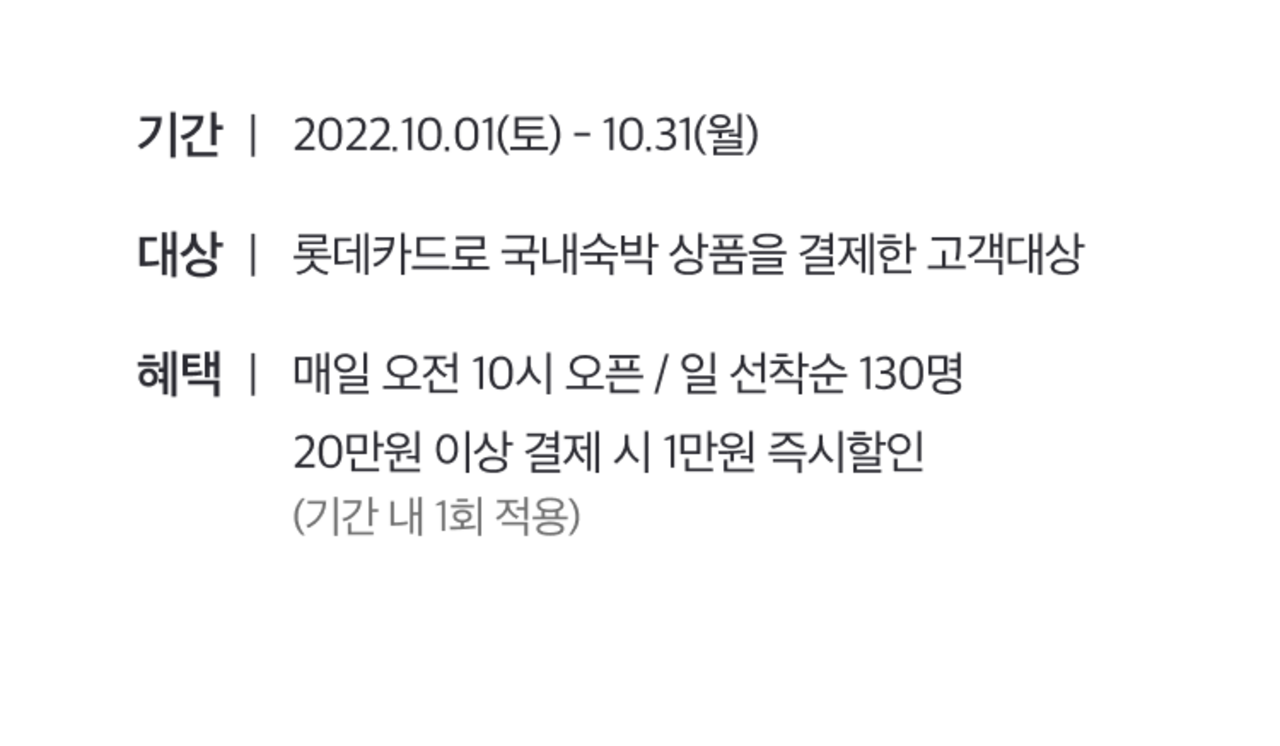 기간 | 2022.10.01(토) - 10.31(월)
대상 | 롯데카드로 국내숙박 상품을 결제한 고객대상
혜택 | 매일 오전 10시 오픈 / 일 선착순 130명
20만원 이상 결제 시 1만원 즉시할인
(기간 내 1회 적용)